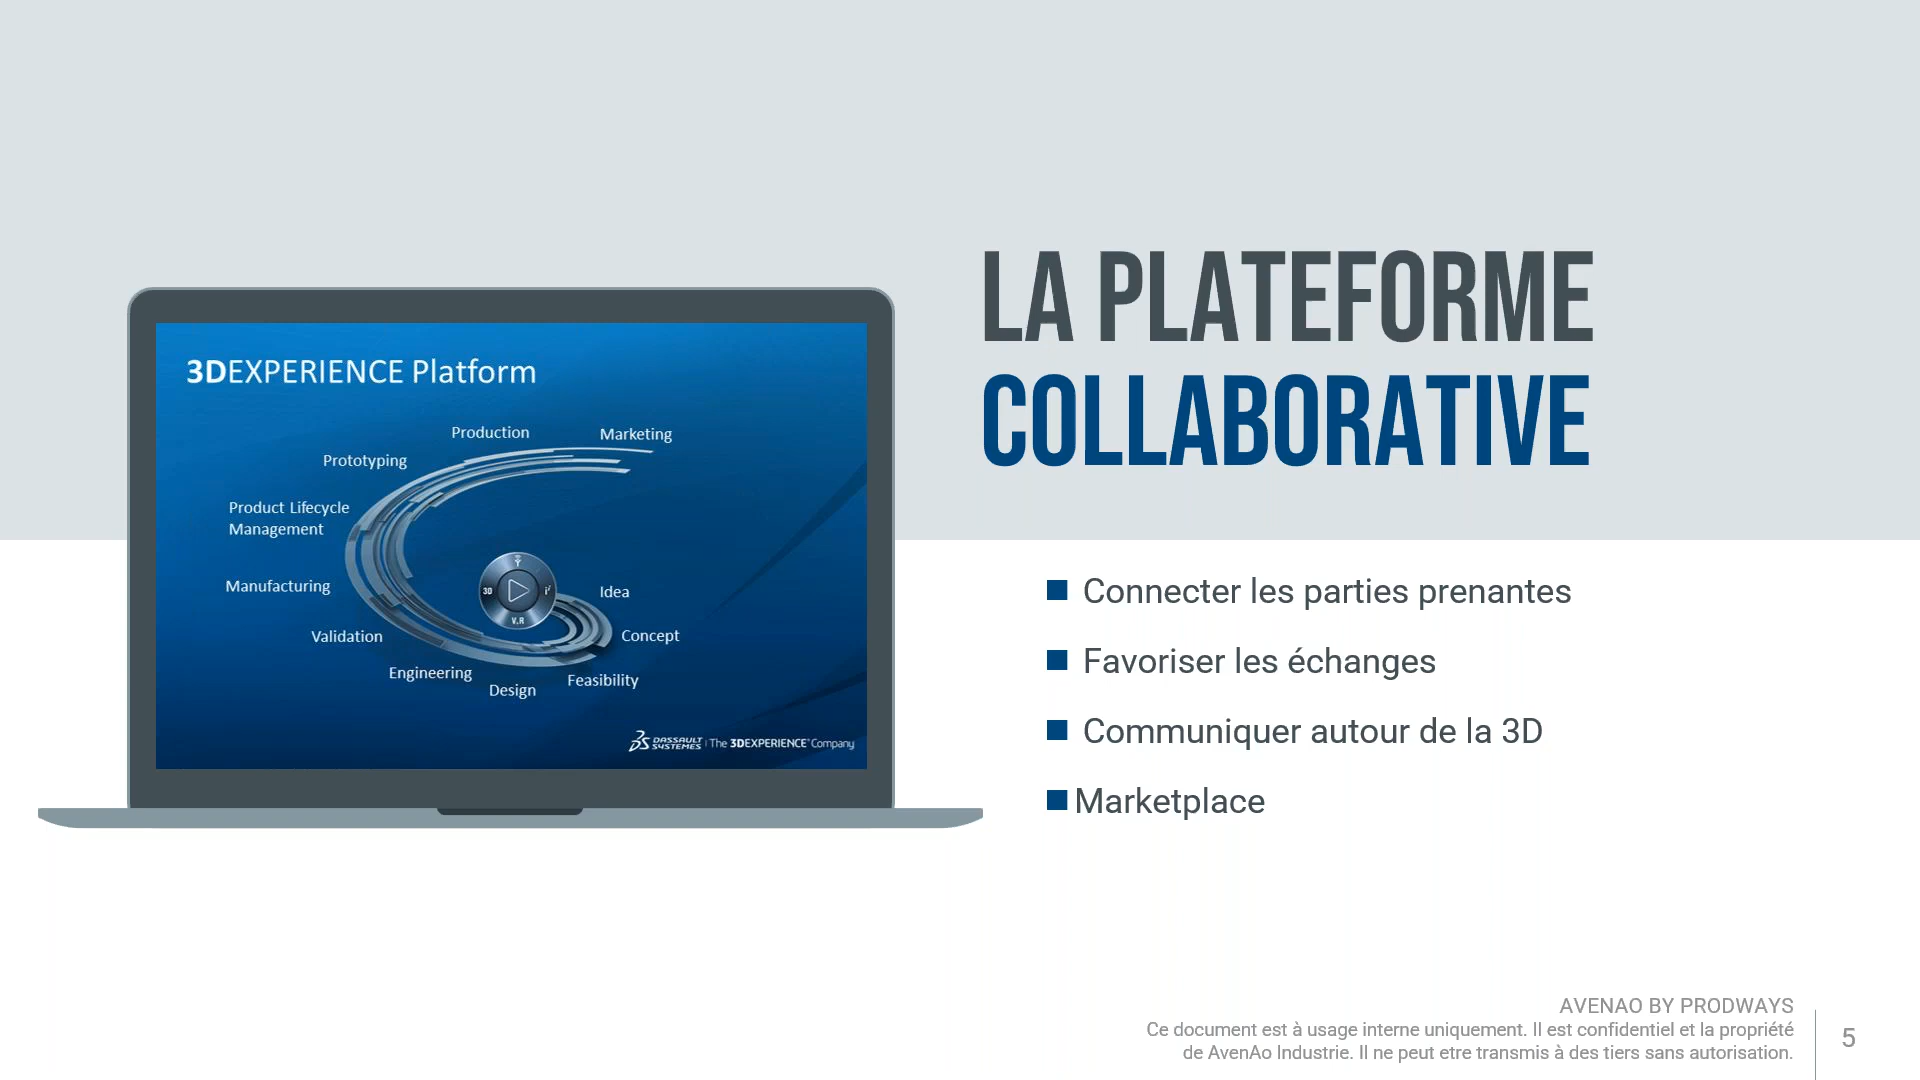 LA PLATEFORME
COLLABORATIVE
3DEXPERIENCE Platform
Production
Marketing
Prototyping
Product Lifecycle
Management
Manufacturing
Validation
Engineering
Design
Feasibility
Concept
Idea
3D
V.R
DASSAULT
SYSTEMES | The 3DEXPERIENCE® Company
Connecter les parties prenantes
Favoriser les échanges
Communiquer autour de la 3D
Marketplace
AVENAO BY PRODWAYS
Ce document est à usage interne uniquement. Il est confidentiel et la propriété
de AvenAo Industrie. Il ne peut etre transmis à des tiers sans autorisation.
5